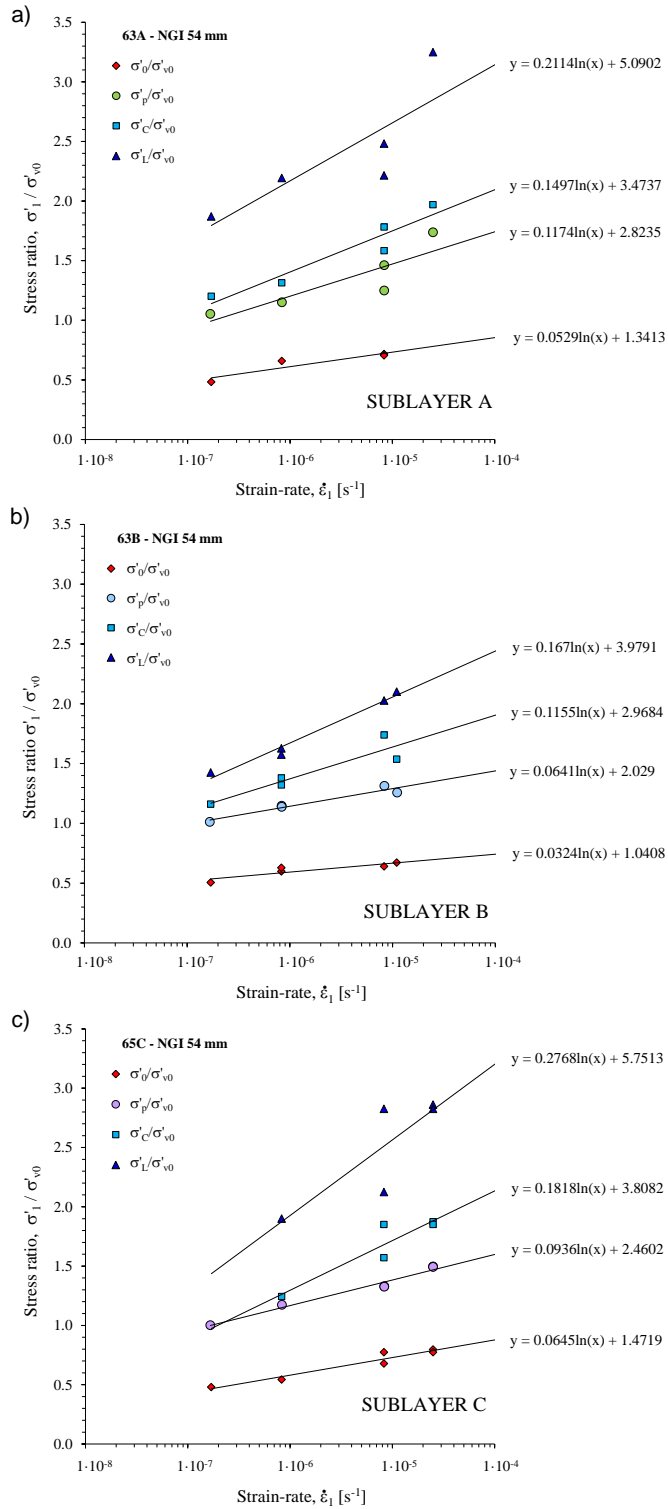 a)
63A - NGI 54 mm
σ'₀/σ'ᵥ₀
σ'ₚ/σ'ᵥ₀
σ'C/σ'ᵥ₀
σ'L/σ'ᵥ₀
Stress ratio, σ'₁ / σ'ᵥ₀
3.5
3.0
2.5
2.0
1.5
1.0
0.5
0.0
y = 0.2114ln(x) + 5.0902
y = 0.1497ln(x) + 3.4737
y = 0.1174ln(x) + 2.8235
y = 0.0529ln(x) + 1.3413
SUBLAYER A
1·10⁻⁸ 1·10⁻⁷ 1·10⁻⁶ 1·10⁻⁵ 1·10⁻⁴
Strain-rate, ε̇₁ [s⁻¹]
b)
63B - NGI 54 mm
σ'₀/σ'ᵥ₀
σ'ₚ/σ'ᵥ₀
σ'C/σ'ᵥ₀
σ'L/σ'ᵥ₀
Stress ratio σ'₁ / σ'ᵥ₀
3.5
3.0
2.5
2.0
1.5
1.0
0.5
0.0
y = 0.167ln(x) + 3.9791
y = 0.1155ln(x) + 2.9684
y = 0.0641ln(x) + 2.029
y = 0.0324ln(x) + 1.0408
SUBLAYER B
1·10⁻⁸ 1·10⁻⁷ 1·10⁻⁶ 1·10⁻⁵ 1·10⁻⁴
Strain-rate, ε̇₁ [s⁻¹]
c)
65C - NGI 54 mm
σ'₀/σ'ᵥ₀
σ'ₚ/σ'ᵥ₀
σ'C/σ'ᵥ₀
σ'L/σ'ᵥ₀
Stress ratio, σ'₁ / σ'ᵥ₀
3.5
3.0
2.5
2.0
1.5
1.0
0.5
0.0
y = 0.2768ln(x) + 5.7513
y = 0.1818ln(x) + 3.8082
y = 0.0936ln(x) + 2.4602
y = 0.0645ln(x) + 1.4719
SUBLAYER C
1·10⁻⁸ 1·10⁻⁷ 1·10⁻⁶ 1·10⁻⁵ 1·10⁻⁴
Strain-rate, ε̇₁ [s⁻¹]